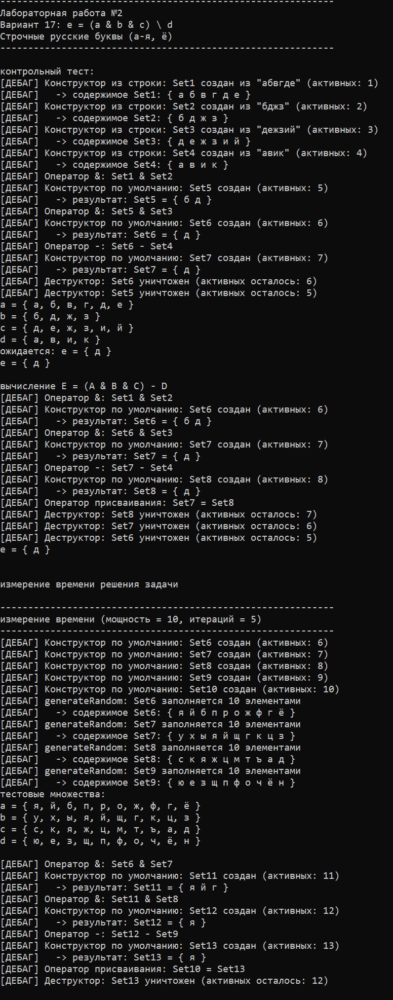 ------------------------------------------------------------
Лабораторная работа №2
Вариант 17: e = (a & b & c) \ d
Строчные русские буквы (а-я, ё)
------------------------------------------------------------
контрольный тест:
[ДЕБАГ] Конструктор из строки: Set1 создан из "абвгде" (активных: 1)
[ДЕБАГ]   -> содержимое Set1: { а б в г д е }
[ДЕБАГ] Конструктор из строки: Set2 создан из "бджз" (активных: 2)
[ДЕБАГ]   -> содержимое Set2: { б д ж з }
[ДЕБАГ] Конструктор из строки: Set3 создан из "дежзий" (активных: 3)
[ДЕБАГ]   -> содержимое Set3: { д е ж з и й }
[ДЕБАГ] Конструктор из строки: Set4 создан из "авик" (активных: 4)
[ДЕБАГ]   -> содержимое Set4: { а в и к }
[ДЕБАГ] Оператор &: Set1 & Set2
[ДЕБАГ] Конструктор по умолчанию: Set5 создан (активных: 5)
[ДЕБАГ]   -> результат: Set5 = { б д }
[ДЕБАГ] Оператор &: Set5 & Set3
[ДЕБАГ] Конструктор по умолчанию: Set6 создан (активных: 6)
[ДЕБАГ]   -> результат: Set6 = { д }
[ДЕБАГ] Оператор -: Set6 - Set4
[ДЕБАГ] Конструктор по умолчанию: Set7 создан (активных: 7)
[ДЕБАГ]   -> результат: Set7 = { д }
[ДЕБАГ] Деструктор: Set6 уничтожен (активных осталось: 6)
[ДЕБАГ] Деструктор: Set5 уничтожен (активных осталось: 5)
a = { а, б, в, г, д, е }
b = { б, д, ж, з }
c = { д, е, ж, з, и, й }
d = { а, в, и, к }
ожидается: e = { д }
e = { д }
вычисление E = (A & B & C) - D
[ДЕБАГ] Оператор &: Set1 & Set2
[ДЕБАГ] Конструктор по умолчанию: Set6 создан (активных: 6)
[ДЕБАГ]   -> результат: Set6 = { б д }
[ДЕБАГ] Оператор &: Set6 & Set3
[ДЕБАГ] Конструктор по умолчанию: Set7 создан (активных: 7)
[ДЕБАГ]   -> результат: Set7 = { д }
[ДЕБАГ] Оператор -: Set7 - Set4
[ДЕБАГ] Конструктор по умолчанию: Set8 создан (активных: 8)
[ДЕБАГ]   -> результат: Set8 = { д }
[ДЕБАГ] Оператор присваивания: Set7 = Set8
[ДЕБАГ] Деструктор: Set8 уничтожен (активных осталось: 7)
[ДЕБАГ] Деструктор: Set7 уничтожен (активных осталось: 6)
[ДЕБАГ] Деструктор: Set6 уничтожен (активных осталось: 5)
e = { д }
измерение времени решения задачи
------------------------------------------------------------
измерение времени (мощность = 10, итераций = 5)
------------------------------------------------------------
[ДЕБАГ] Конструктор по умолчанию: Set6 создан (активных: 6)
[ДЕБАГ] Конструктор по умолчанию: Set7 создан (активных: 7)
[ДЕБАГ] Конструктор по умолчанию: Set8 создан (активных: 8)
[ДЕБАГ] Конструктор по умолчанию: Set9 создан (активных: 9)
[ДЕБАГ] Конструктор по умолчанию: Set10 создан (активных: 10)
[ДЕБАГ] generateRandom: Set6 заполняется 10 элементами
[ДЕБАГ]   -> содержимое Set6: { я й б п р о ж ф г ё }
[ДЕБАГ] generateRandom: Set7 заполняется 10 элементами
[ДЕБАГ]   -> содержимое Set7: { у х ы я й щ г к ц з }
[ДЕБАГ] generateRandom: Set8 заполняется 10 элементами
[ДЕБАГ]   -> содержимое Set8: { с к я ж ц м т ъ а д }
[ДЕБАГ] generateRandom: Set9 заполняется 10 элементами
[ДЕБАГ]   -> содержимое Set9: { ю е з щ п ф о ч ё н }
тестовые множества:
a = { я, й, б, п, р, о, ж, ф, г, ё }
b = { у, х, ы, я, й, щ, г, к, ц, з }
c = { с, к, я, ж, ц, м, т, ъ, а, д }
d = { ю, е, з, щ, п, ф, о, ч, ё, н }
[ДЕБАГ] Оператор &: Set6 & Set7
[ДЕБАГ] Конструктор по умолчанию: Set11 создан (активных: 11)
[ДЕБАГ]   -> результат: Set11 = { я й г }
[ДЕБАГ] Оператор &: Set11 & Set8
[ДЕБАГ] Конструктор по умолчанию: Set12 создан (активных: 12)
[ДЕБАГ]   -> результат: Set12 = { я }
[ДЕБАГ] Оператор -: Set12 - Set9
[ДЕБАГ] Конструктор по умолчанию: Set13 создан (активных: 13)
[ДЕБАГ]   -> результат: Set13 = { я }
[ДЕБАГ] Оператор присваивания: Set10 = Set13
[ДЕБАГ] Деструктор: Set13 уничтожен (активных осталось: 12)